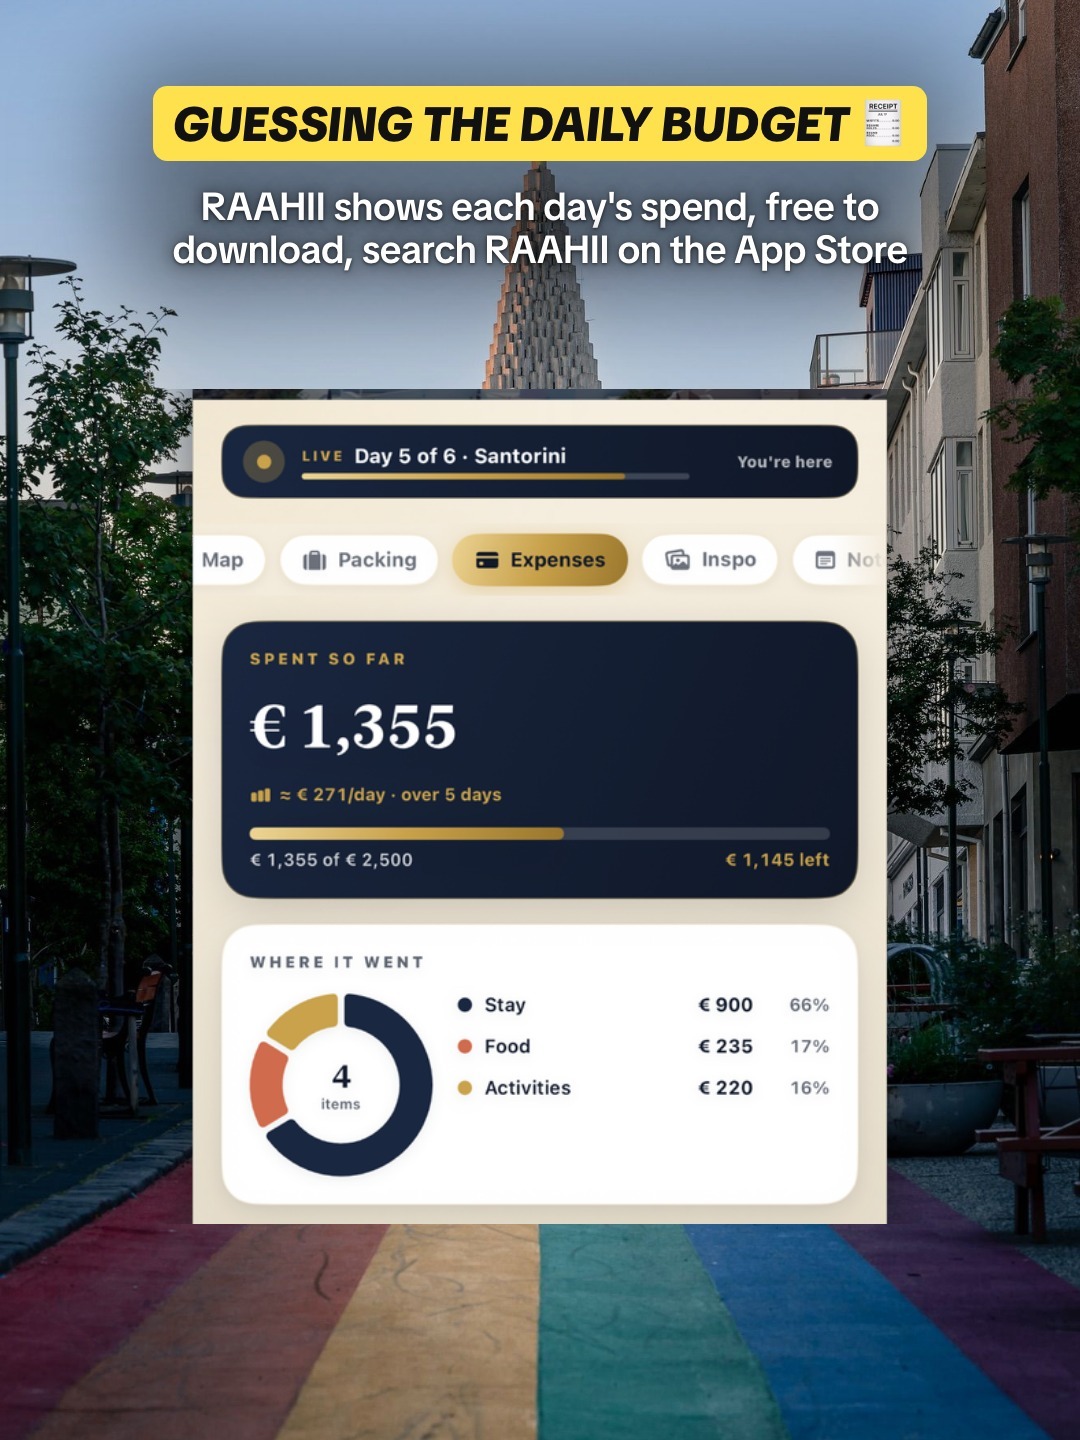 GUESSING THE DAILY BUDGET
RECEIPT
RAAHII shows each day's spend, free to
download, search RAAHII on the App Store
LIVE Day 5 of 6 · Santorini
You're here
Map
Packing
Expenses
Inspo
Not
SPENT SO FAR
€ 1,355
≈ € 271/day · over 5 days
€ 1,355 of € 2,500
€ 1,145 left
WHERE IT WENT
4
items
Stay € 900 66%
Food € 235 17%
Activities € 220 16%